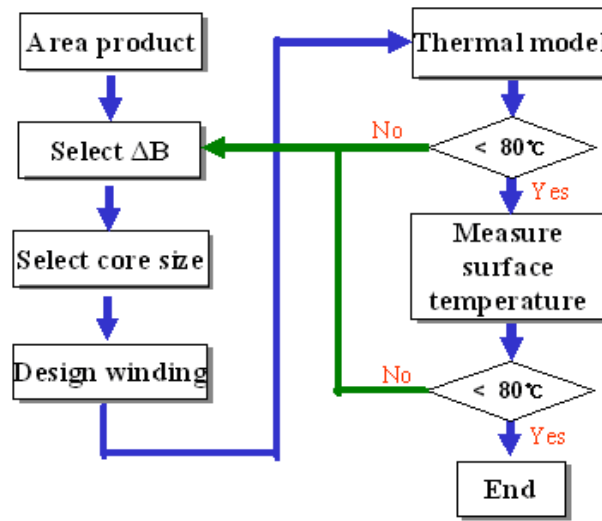 Area product
Select ΔB
Select core size
Design winding
Thermal model
No
< 80℃
Yes
Measure
surface
temperature
No
< 80℃
Yes
End